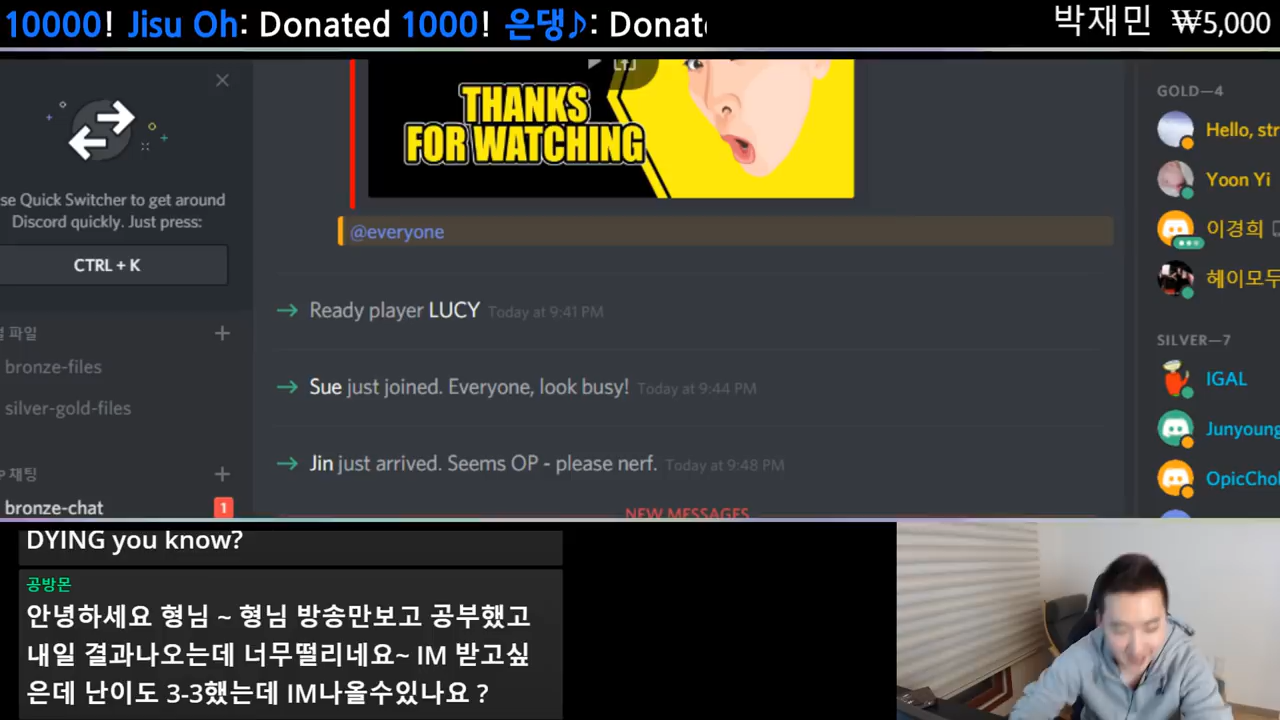 10000! Jisu Oh: Donated 1000! 은댕♪: Donate
박재민 ₩5,000
THANKS
FOR WATCHING
@everyone
se Quick Switcher to get around
Discord quickly. Just press:
CTRL + K
파일
bronze-files
silver-gold-files
채팅
bronze-chat
1
Ready player LUCY Today at 9:41 PM
Sue just joined. Everyone, look busy! Today at 9:44 PM
Jin just arrived. Seems OP - please nerf. Today at 9:48 PM
NEW MESSAGES
GOLD—4
Hello, str
Yoon Yi
이경희
헤이모두
SILVER—7
IGAL
Junyoung
OpicChol
DYING you know?
공방몬
안녕하세요 형님 ~ 형님 방송만보고 공부했고
내일 결과나오는데 너무떨리네요~ IM 받고싶
은데 난이도 3-3했는데 IM나올수있나요 ?